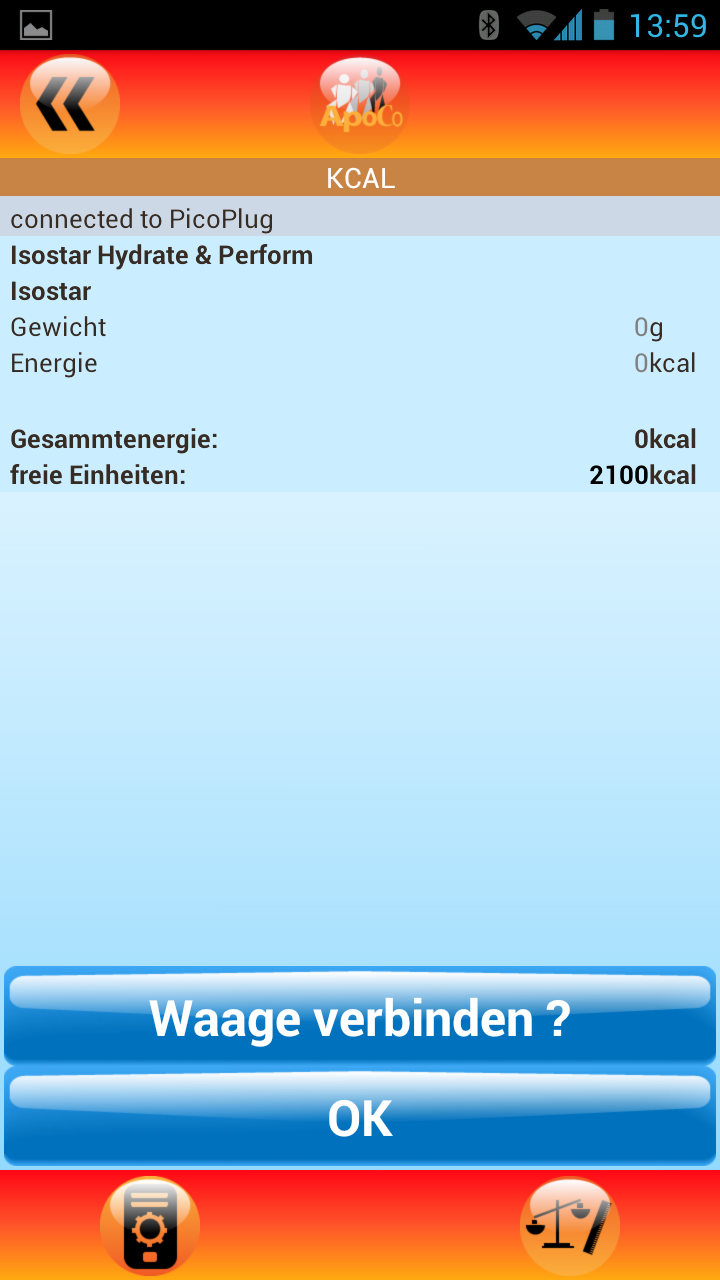 13:59
ApoCo
KCAL
connected to PicoPlug
Isostar Hydrate & Perform
Isostar
Gewicht 0g
Energie 0kcal
Gesammtenergie: 0kcal
freie Einheiten: 2100kcal
Waage verbinden ?
OK